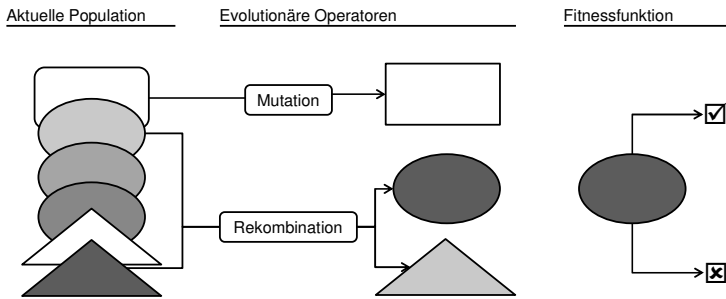 Aktuelle Population
Evolutionäre Operatoren
Fitnessfunktion
Mutation
Rekombination